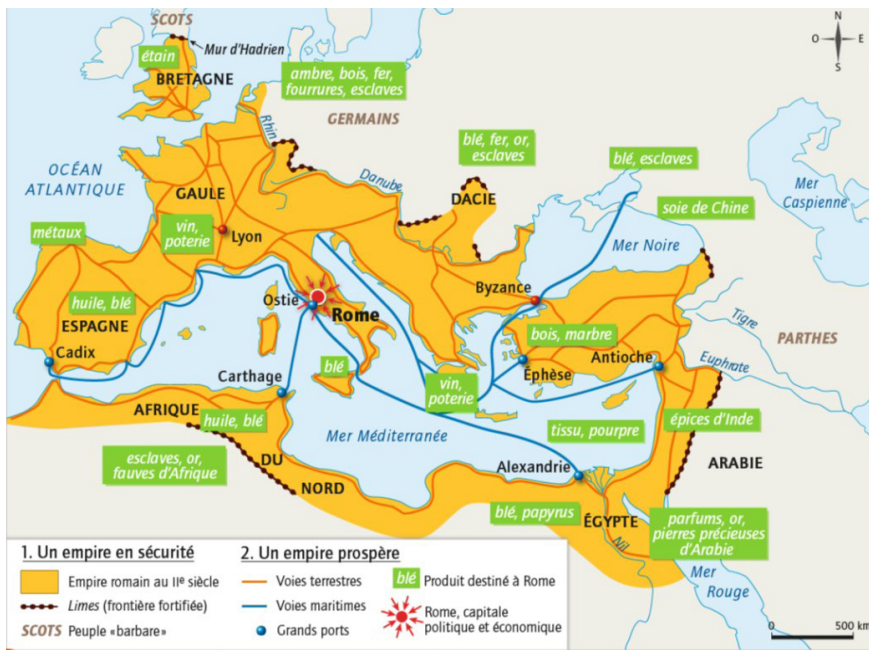 SCOTS
N
O
E
S
Mur d'Hadrien
étain
BRETAGNE
ambre, bois, fer,
fourrures, esclaves
GERMAINS
Rhin
OCÉAN
ATLANTIQUE
blé, fer, or,
esclaves
blé, esclaves
Danube
GAULE
DACIE
soie de Chine
Mer
Caspienne
métaux
vin,
poterie
Lyon
Mer Noire
Byzance
huile, blé
ESPAGNE
Ostie
Rome
Tigre
bois, marbre
PARTHES
Cadix
Antioche
Euphrate
Carthage
blé
vin,
poterie
Éphèse
AFRIQUE
huile, blé
tissu, pourpre
épices d'Inde
Mer Méditerranée
esclaves, or,
fauves d'Afrique
DU
NORD
Alexandrie
ARABIE
blé, papyrus
ÉGYPTE
parfums, or,
pierres précieuses
d'Arabie
Nil
Mer
Rouge
1. Un empire en sécurité
Empire romain au IIe siècle
Limes (frontière fortifiée)
SCOTS Peuple «barbare»
2. Un empire prospère
Voies terrestres
Voies maritimes
Grands ports
blé Produit destiné à Rome
Rome, capitale
politique et économique
500 km